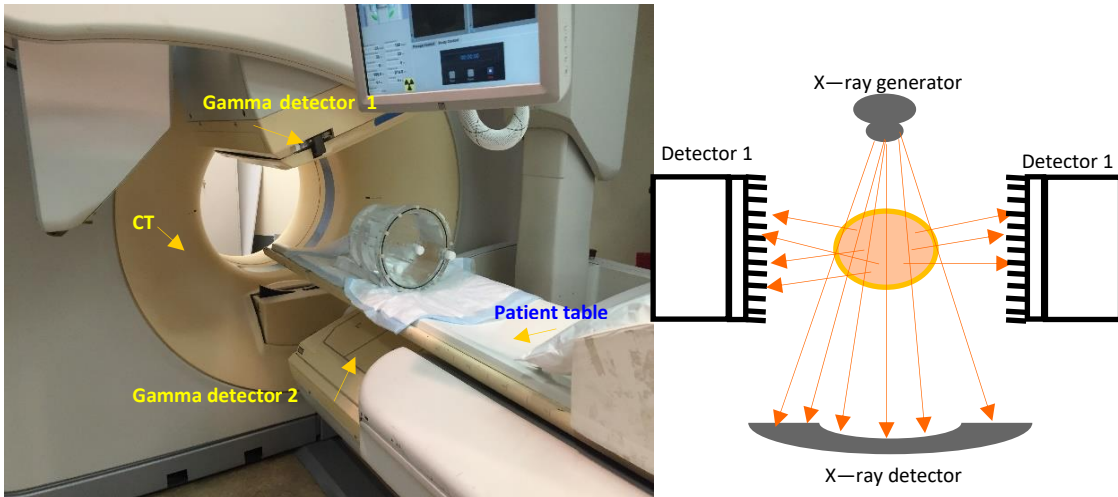 Gamma detector 1
CT
Patient table
Gamma detector 2
X—ray generator
Detector 1
Detector 1
X—ray detector